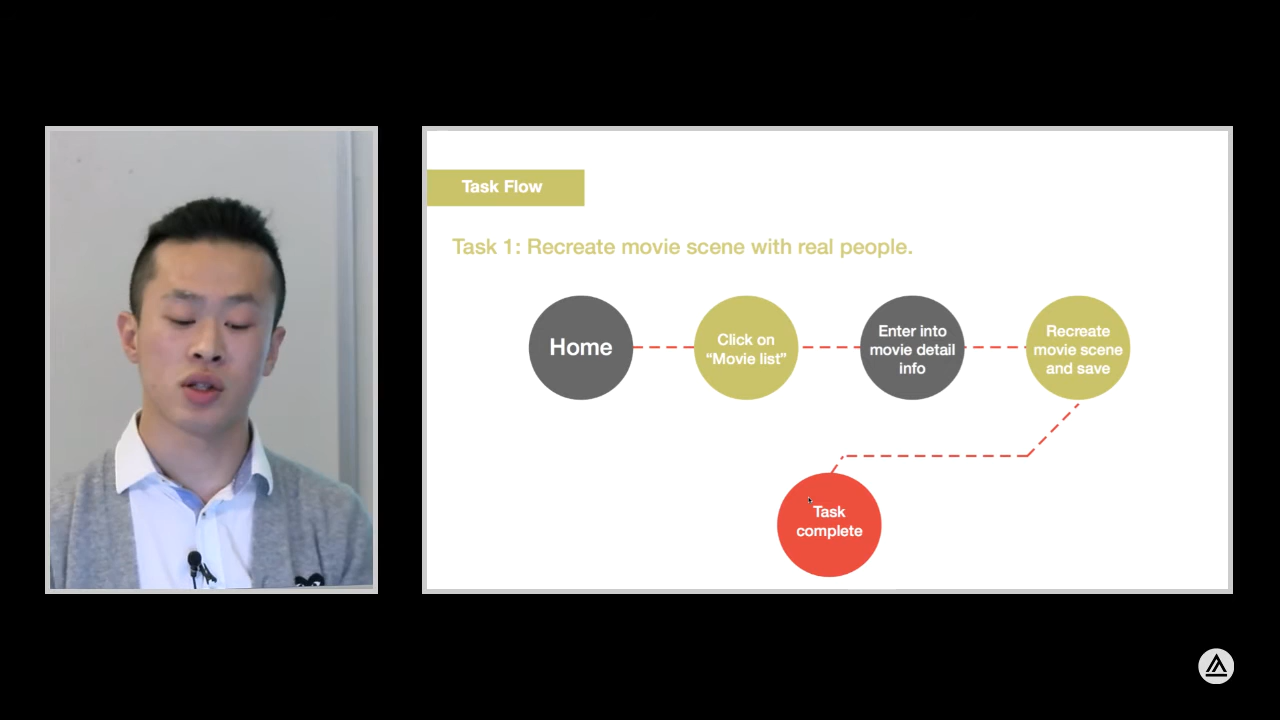 Task Flow
Task 1: Recreate movie scene with real people.
Home
Click on
“Movie list”
Enter into
movie detail
info
Recreate
movie scene
and save
Task
complete